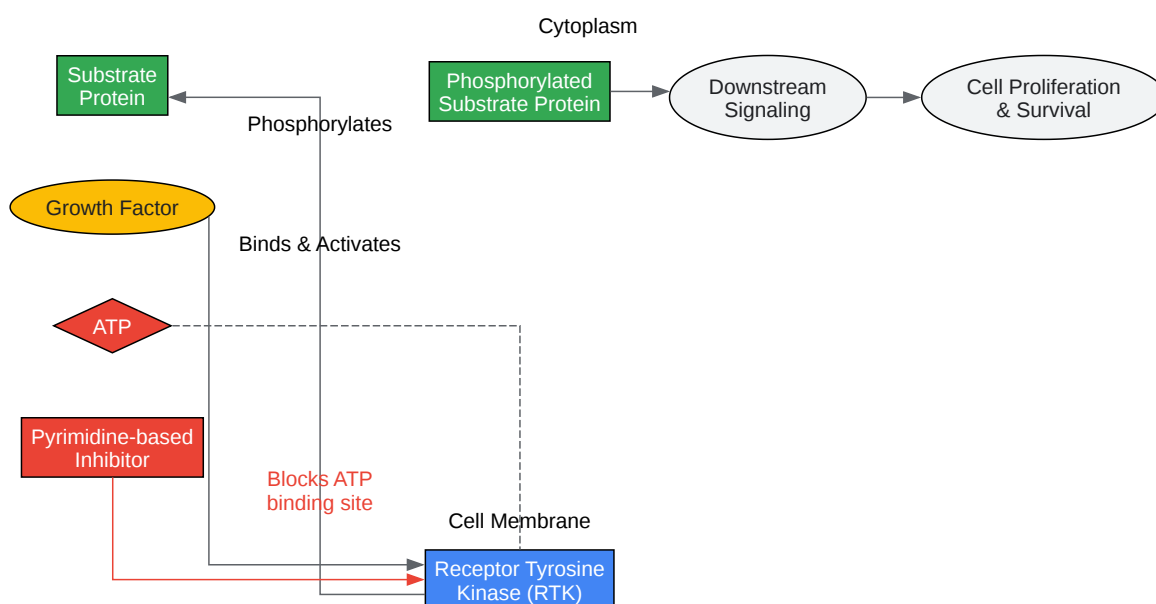 Cytoplasm
Substrate
Protein
Phosphorylated
Substrate Protein
Downstream
Signaling
Cell Proliferation
& Survival
Phosphorylates
Growth Factor
Binds & Activates
ATP
Pyrimidine-based
Inhibitor
Blocks ATP
binding site
Cell Membrane
Receptor Tyrosine
Kinase (RTK)